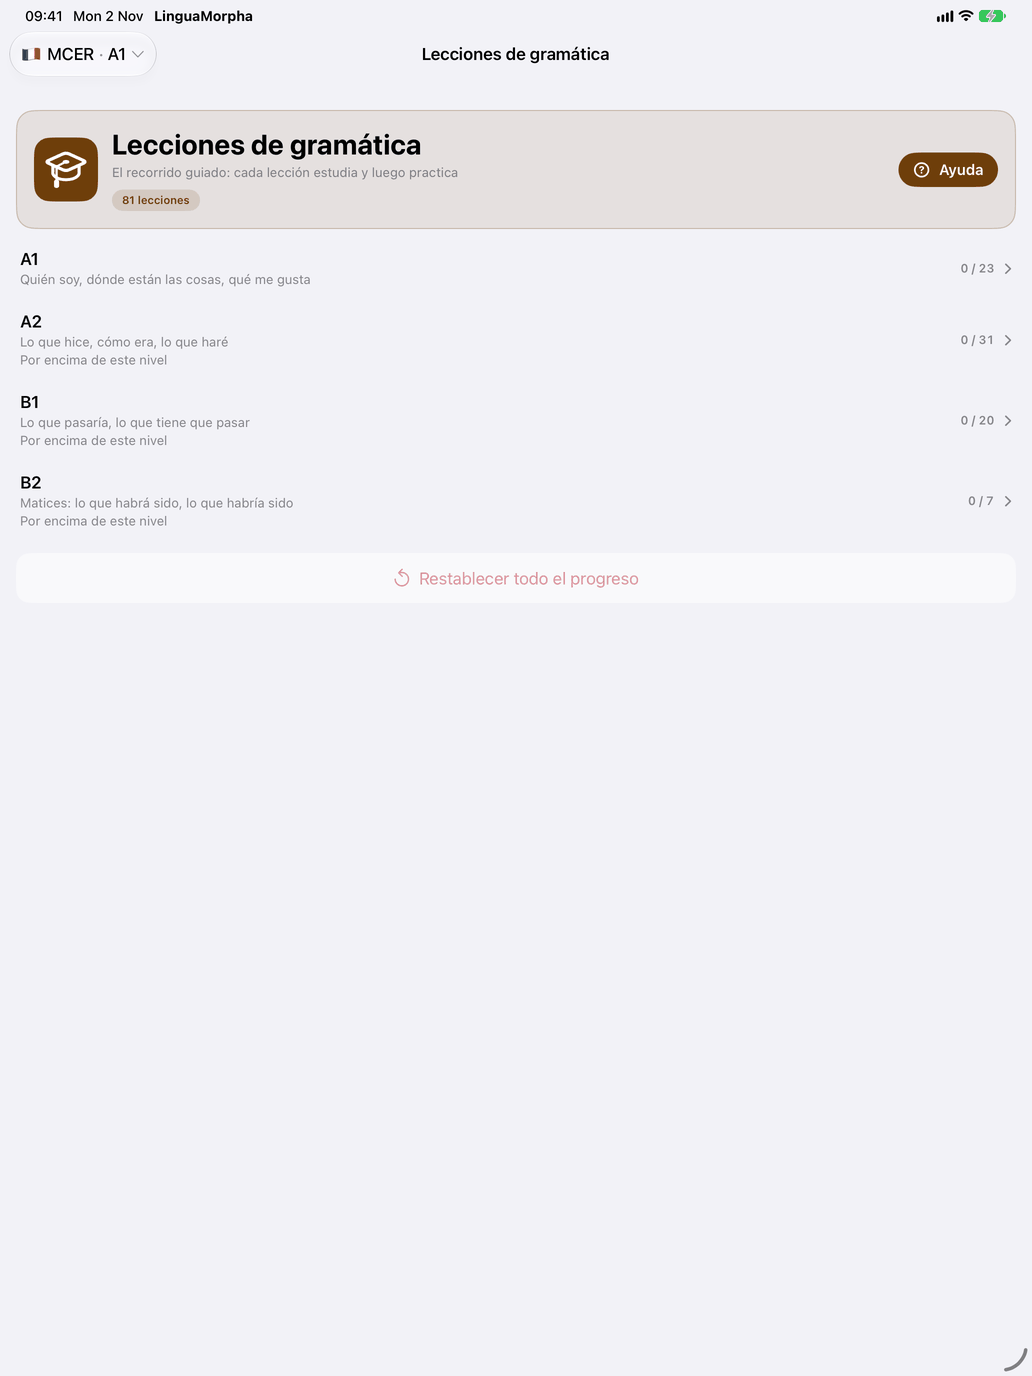 09:41 Mon 2 Nov LinguaMorpha
MCER · A1
Lecciones de gramática
Lecciones de gramática
El recorrido guiado: cada lección estudia y luego practica
81 lecciones
Ayuda
A1
Quién soy, dónde están las cosas, qué me gusta
0 / 23
A2
Lo que hice, cómo era, lo que haré
Por encima de este nivel
0 / 31
B1
Lo que pasaría, lo que tiene que pasar
Por encima de este nivel
0 / 20
B2
Matices: lo que habrá sido, lo que habría sido
Por encima de este nivel
0 / 7
Restablecer todo el progreso